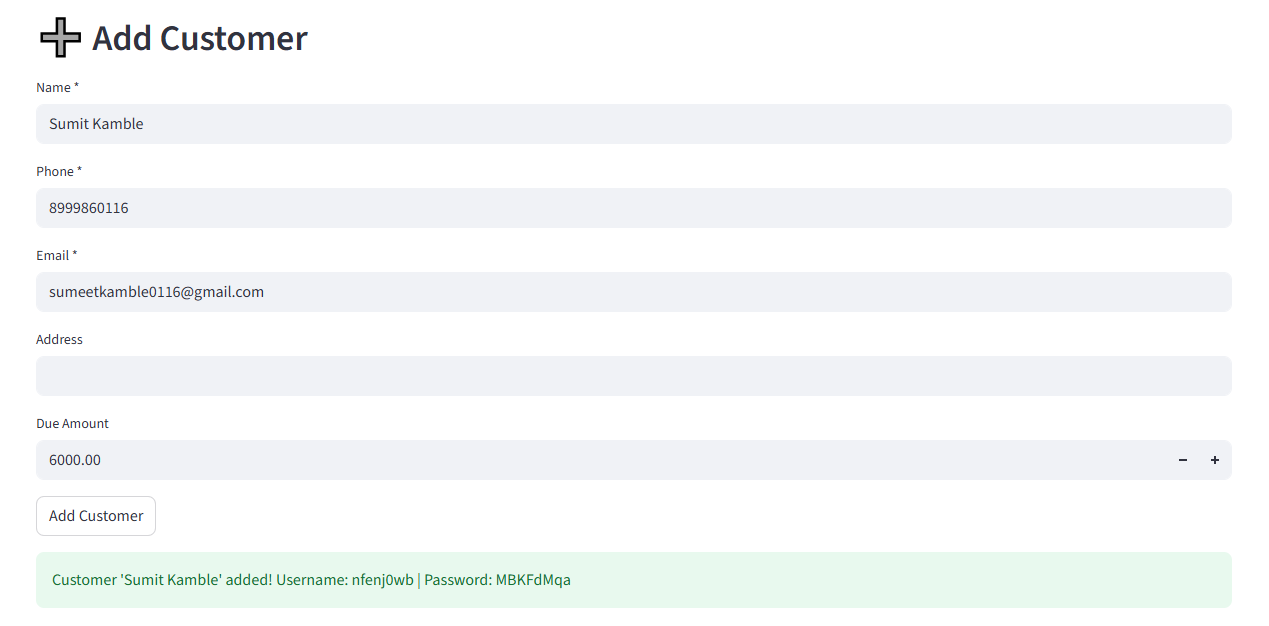 Add Customer
Name *
Sumit Kamble
Phone *
8999860116
Email *
sumeetkamble0116@gmail.com
Address
Due Amount
6000.00
Add Customer
Customer 'Sumit Kamble' added! Username: nfenj0wb | Password: MBKFdMqa